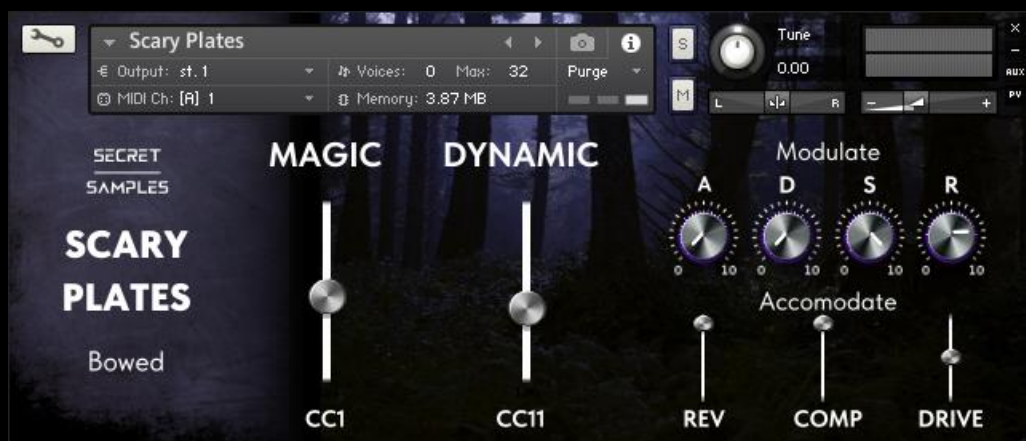 Scary Plates
Output: st. 1 Voices: 0 Max: 32 Purge
MIDI Ch: [A] 1 Memory: 3.87 MB
S
M
Tune
0.00
L R
- +
×
–
AUX
PV
SECRET
SAMPLES
SCARY
PLATES
Bowed
MAGIC
CC1
DYNAMIC
CC11
Modulate
A D S R
0 10 0 10 0 10 0 10
Accomodate
REV COMP DRIVE